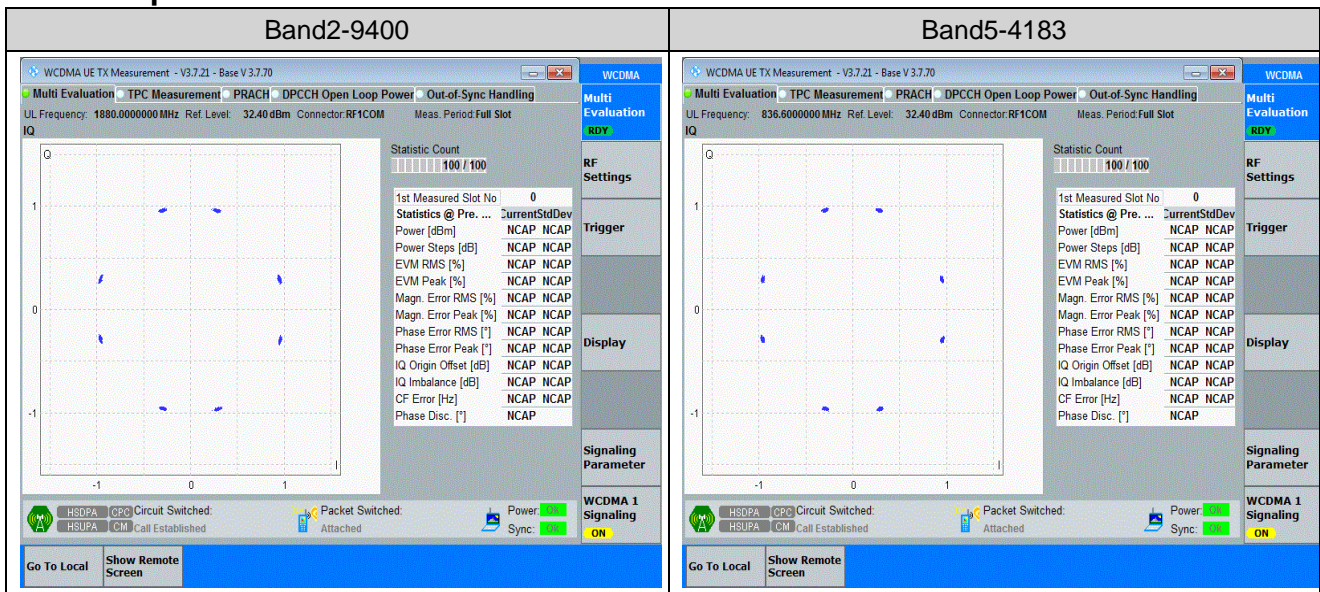 Band2-9400
WCDMA UE TX Measurement - V3.7.21 - Base V 3.7.70
Multi Evaluation TPC Measurement PRACH DPCCH Open Loop Power Out-of-Sync Handling
UL Frequency: 1880.0000000 MHz Ref. Level: 32.40 dBm Connector: RF1COM Meas. Period: Full Slot
IQ
Q
1
0
-1
-1 0 1
I
Statistic Count
100 / 100
1st Measured Slot No 0
Statistics @ Pre. ... Current StdDev
Power [dBm] NCAP NCAP
Power Steps [dB] NCAP NCAP
EVM RMS [%] NCAP NCAP
EVM Peak [%] NCAP NCAP
Magn. Error RMS [%] NCAP NCAP
Magn. Error Peak [%] NCAP NCAP
Phase Error RMS [°] NCAP NCAP
Phase Error Peak [°] NCAP NCAP
IQ Origin Offset [dB] NCAP NCAP
IQ Imbalance [dB] NCAP NCAP
CF Error [Hz] NCAP NCAP
Phase Disc. [°] NCAP
HSDPA CPC Circuit Switched: Packet Switched: Power: Ok
HSUPA CM Call Established Attached Sync: Ok
WCDMA
Multi
Evaluation
RDY
RF
Settings
Trigger
Display
Signaling
Parameter
WCDMA 1
Signaling
ON
Go To Local
Show Remote
Screen
Band5-4183
WCDMA UE TX Measurement - V3.7.21 - Base V 3.7.70
Multi Evaluation TPC Measurement PRACH DPCCH Open Loop Power Out-of-Sync Handling
UL Frequency: 836.6000000 MHz Ref. Level: 32.40 dBm Connector: RF1COM Meas. Period: Full Slot
IQ
Q
1
0
-1
-1 0 1
I
Statistic Count
100 / 100
1st Measured Slot No 0
Statistics @ Pre. ... Current StdDev
Power [dBm] NCAP NCAP
Power Steps [dB] NCAP NCAP
EVM RMS [%] NCAP NCAP
EVM Peak [%] NCAP NCAP
Magn. Error RMS [%] NCAP NCAP
Magn. Error Peak [%] NCAP NCAP
Phase Error RMS [°] NCAP NCAP
Phase Error Peak [°] NCAP NCAP
IQ Origin Offset [dB] NCAP NCAP
IQ Imbalance [dB] NCAP NCAP
CF Error [Hz] NCAP NCAP
Phase Disc. [°] NCAP
HSDPA CPC Circuit Switched: Packet Switched: Power: Ok
HSUPA CM Call Established Attached Sync: Ok
WCDMA
Multi
Evaluation
RDY
RF
Settings
Trigger
Display
Signaling
Parameter
WCDMA 1
Signaling
ON
Go To Local
Show Remote
Screen